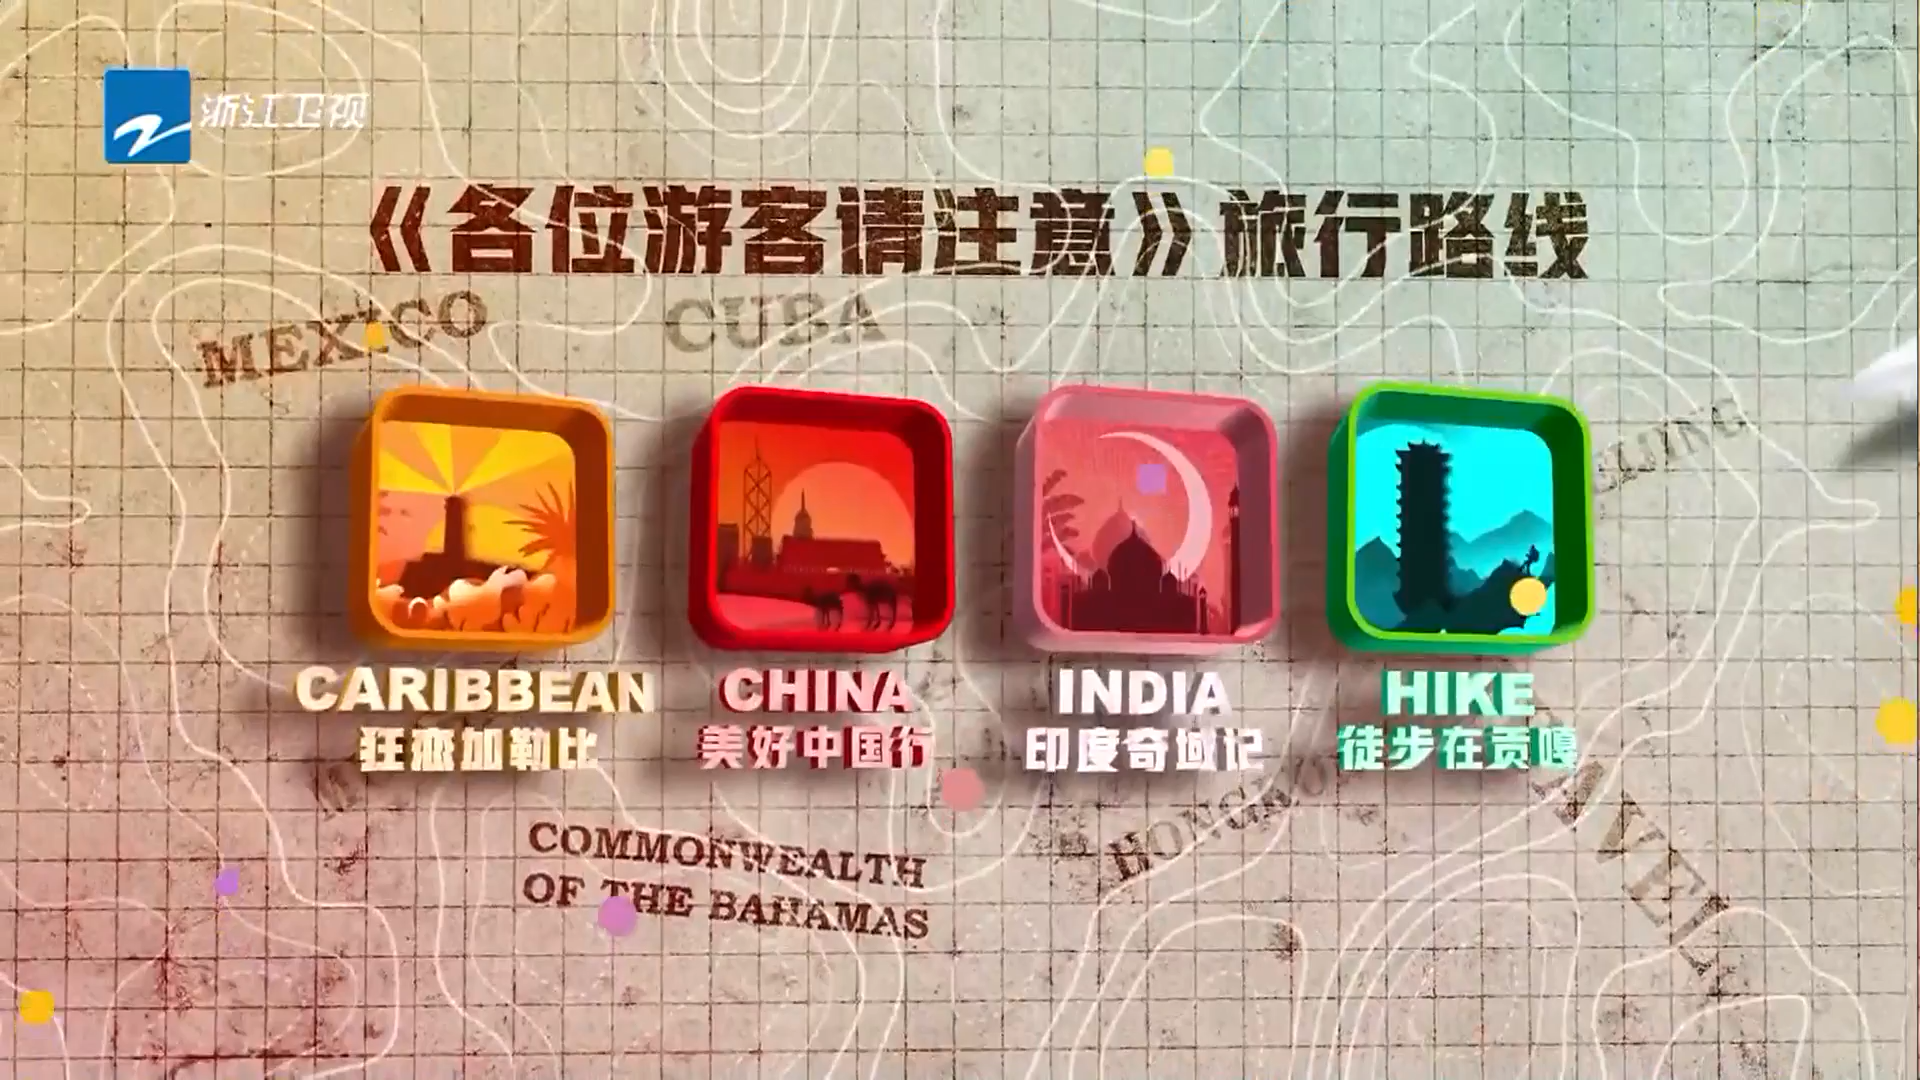 浙江卫视
《各位游客请注意》旅行路线
MEXICO
CUBA
CARIBBEAN
狂恋加勒比
CHINA
美好中国行
INDIA
印度奇域记
HIKE
徒步在贡嘎
COMMONWEALTH
OF THE BAHAMAS